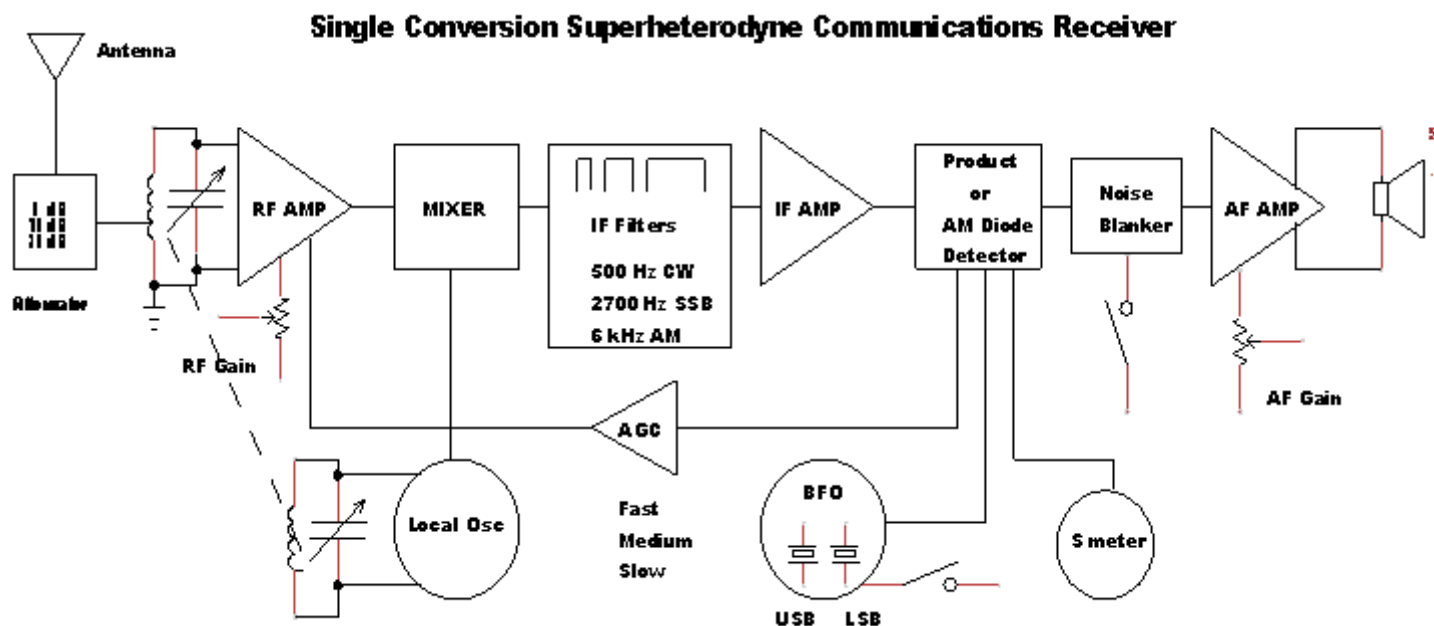 Single Conversion Superheterodyne Communications Receiver
Antenna
Attenuator
RF AMP
RF Gain
MIXER
IF Filters
500 Hz CW
2700 Hz SSB
6 kHz AM
IF AMP
Product
or
AM Diode
Detector
Noise
Blanker
AF AMP
AF Gain
AGC
Fast
Medium
Slow
Local Osc
BFO
USB LSB
S meter